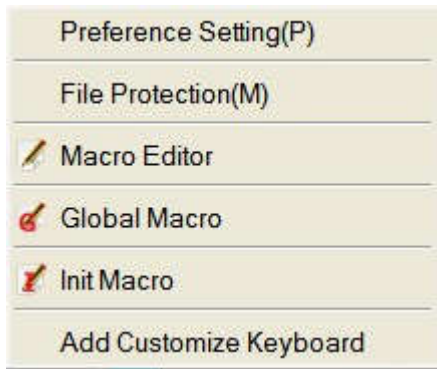 Preference Setting(P)
File Protection(M)
Macro Editor
Global Macro
Init Macro
Add Customize Keyboard